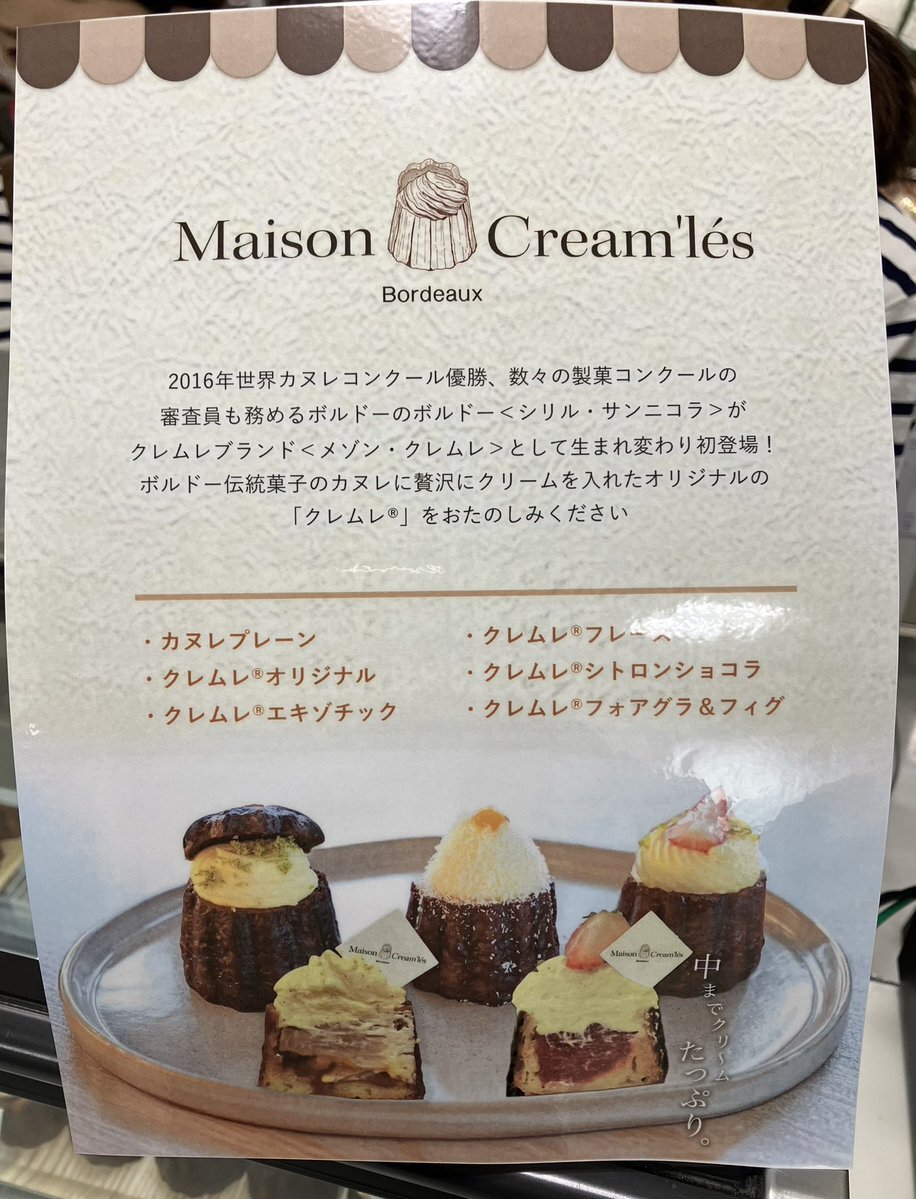 Maison Cream'lés
Bordeaux
2016年世界カヌレコンクール優勝、数々の製菓コンクールの
審査員も務めるボルドーのボルドー＜シリル・サンニコラ＞が
クレムレブランド＜メゾン・クレムレ＞として生まれ変わり初登場！
ボルドー伝統菓子のカヌレに贅沢にクリームを入れたオリジナルの
「クレムレ®」をおたのしみください
・カヌレプレーン
・クレムレ®オリジナル
・クレムレ®エキゾチック
・クレムレ®フレーズ
・クレムレ®シトロンショコラ
・クレムレ®フォアグラ＆フィグ
Maison Cream'lés
Bordeaux
Maison Cream'lés
Bordeaux
中までクリ〜ム
たっぷり。